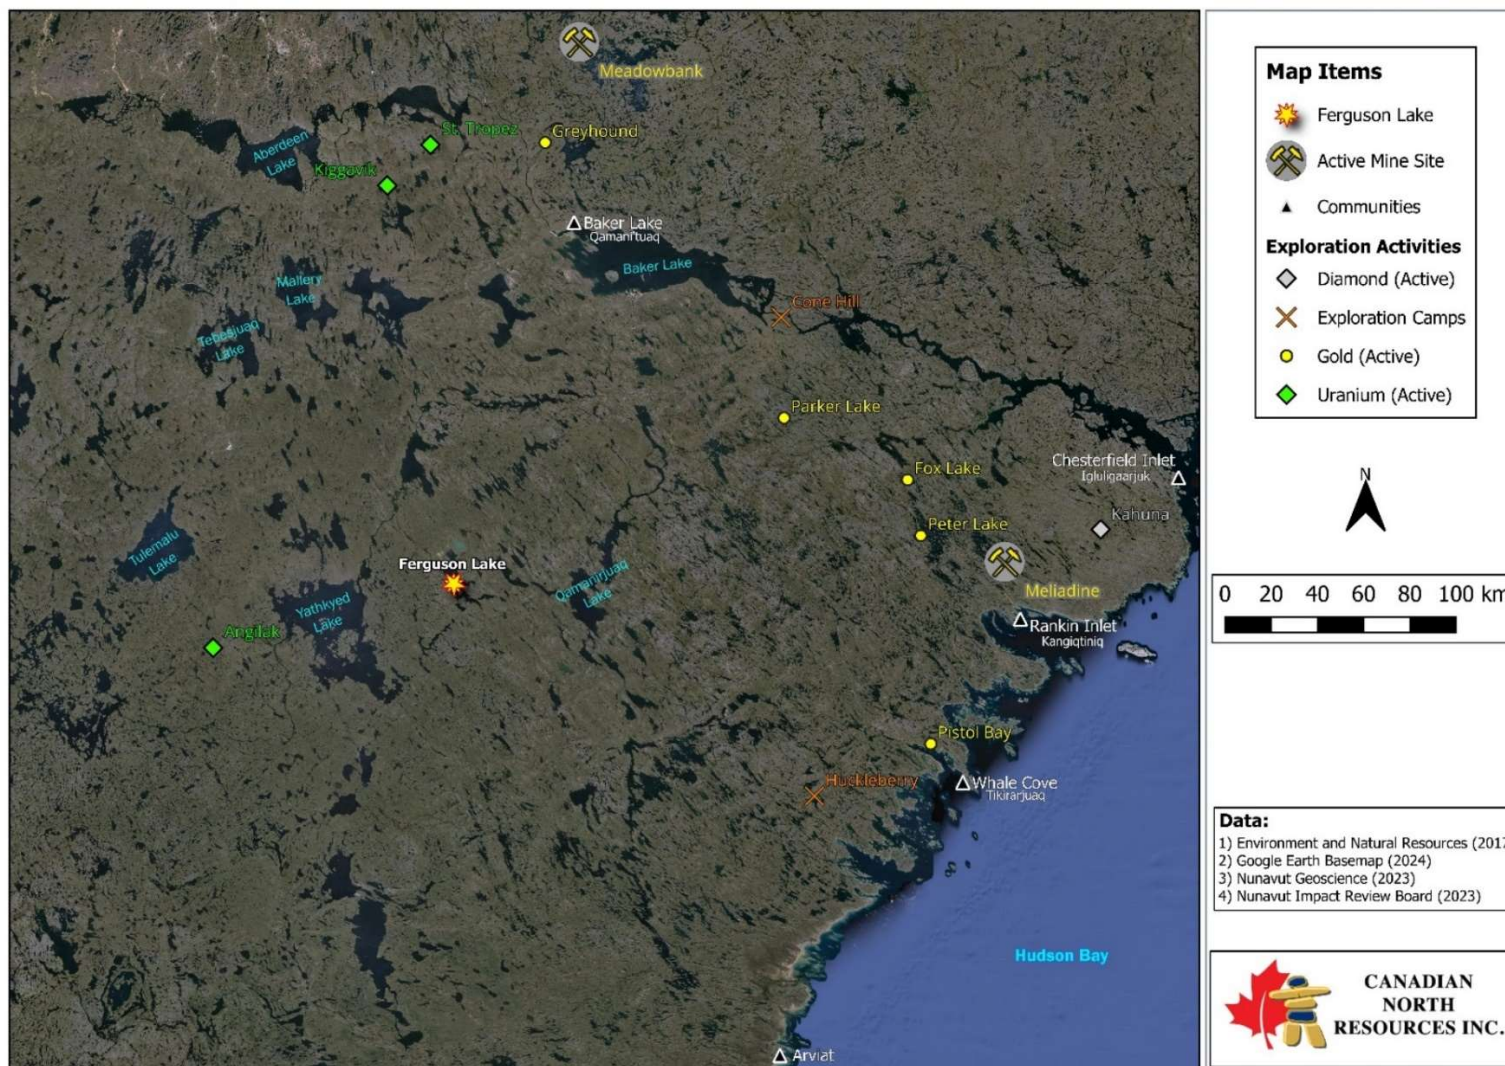 Meadowbank
St. Tropez
Greyhound
Aberdeen
Lake
Kiggavik
Baker Lake
Qamani'tuaq
Baker Lake
Mallery
Lake
Cone Hill
Tebesjuaq
Lake
Parker Lake
Fox Lake
Chesterfield Inlet
Igluligaarjuk
Kahuna
Peter Lake
Tulemalu
Lake
Ferguson Lake
Qamanirjuaq
Lake
Meliadine
Yathkyed
Lake
Rankin Inlet
Kangiqtiniq
Angilak
Pistol Bay
Huckleberry
Whale Cove
Tikirarjuaq
Hudson Bay
Arviat
Map Items
Ferguson Lake
Active Mine Site
Communities
Exploration Activities
Diamond (Active)
Exploration Camps
Gold (Active)
Uranium (Active)
N
0 20 40 60 80 100 km
Data:
1) Environment and Natural Resources (2017
2) Google Earth Basemap (2024)
3) Nunavut Geoscience (2023)
4) Nunavut Impact Review Board (2023)
CANADIAN
NORTH
RESOURCES INC.